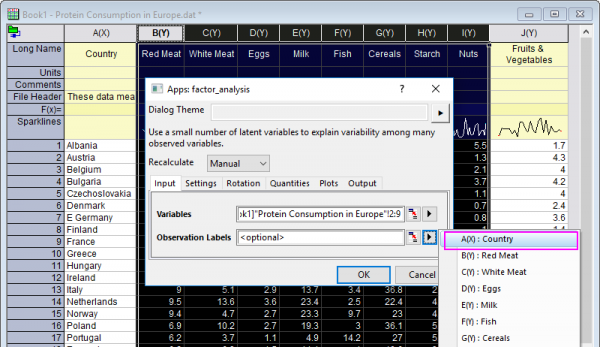 Book1 - Protein Consumption in Europe.dat *
A(X) B(Y) C(Y) D(Y) E(Y) F(Y) G(Y) H(Y) I(Y) J(Y)
Long Name Country Red Meat White Meat Eggs Milk Fish Cereals Starch Nuts Fruits & Vegetables
Units
Comments
File Header These data mea
F(x)=
Sparklines
1 Albania 5.5 1.7
2 Austria 1.3 4.3
3 Belgium 2.1 4
4 Bulgaria 3.7 4.2
5 Czechoslovakia 1.1 4
6 Denmark 0.7 2.4
7 E Germany 0.8 3.6
8 Finland
9 France
10 Greece
11 Hungary
12 Ireland
13 Italy 9 5.1 2.9 13.7 3.4 36.8 2
14 Netherlands 9.5 13.6 3.6 23.4 2.5 22.4 4
15 Norway 9.4 4.7 2.7 23.3 9.7 23 4
16 Poland 6.9 10.2 2.7 19.3 3 36.1 5
17 Portugal 6.2 3.7 1.1 4.9 14.2 27 5
Apps: factor_analysis
Dialog Theme
Use a small number of latent variables to explain variability among many
observed variables.
Recalculate Manual
Input Settings Rotation Quantities Plots Output
Variables ok1]"Protein Consumption in Europe"!2:9
Observation Labels <optional>
OK Cancel
A(X) : Country
B(Y) : Red Meat
C(Y) : White Meat
D(Y) : Eggs
E(Y) : Milk
F(Y) : Fish
G(Y) : Cereals